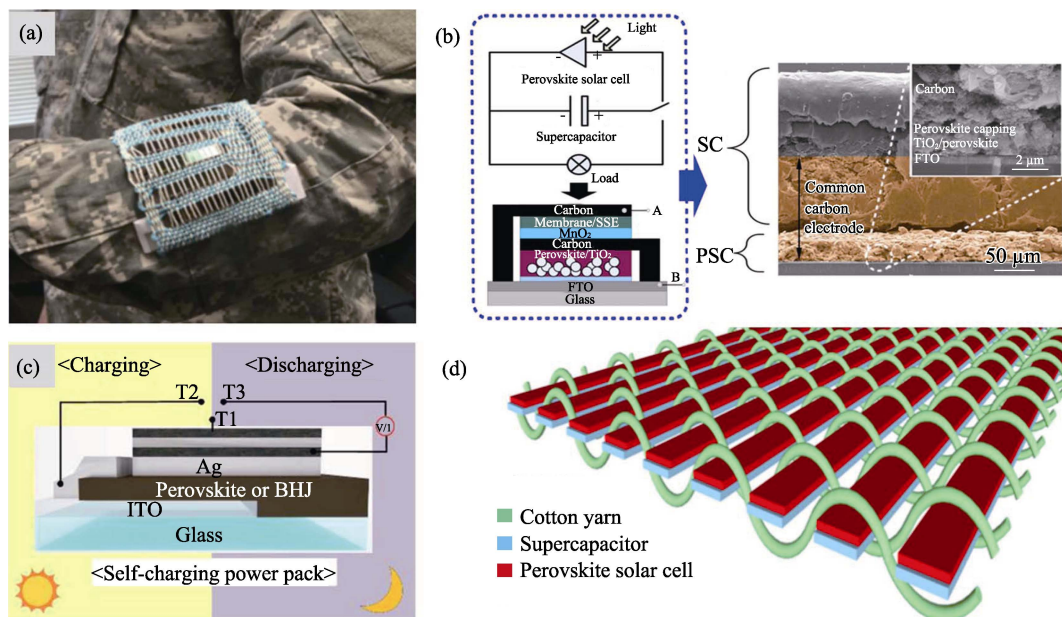 (a)
(b)
Light
- +
Perovskite solar cell
- +
Supercapacitor
Load
Carbon
A
Membrane/SSE
MnO2
Carbon
Perovskite/TiO2
B
FTO
Glass
SC
PSC
Carbon
Perovskite capping
TiO2/perovskite
FTO
2 μm
Common
carbon
electrode
50 μm
(c)
<Charging>
<Discharging>
T2
T3
T1
V/I
Ag
Perovskite or BHJ
ITO
Glass
<Self-charging power pack>
(d)
Cotton yarn
Supercapacitor
Perovskite solar cell